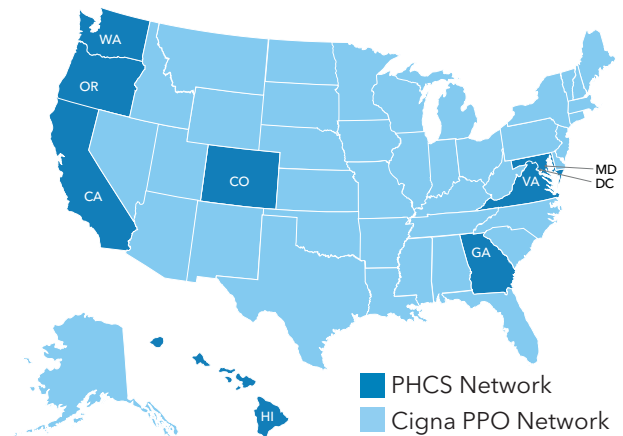 WA
OR
CA
CO
MD
DC
VA
GA
HI
PHCS Network
Cigna PPO Network